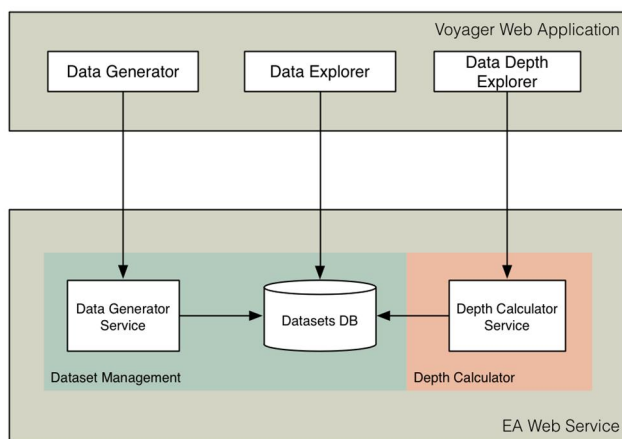 Voyager Web Application
Data Generator
Data Explorer
Data Depth
Explorer
Data Generator
Service
Datasets DB
Depth Calculator
Service
Dataset Management
Depth Calculator
EA Web Service